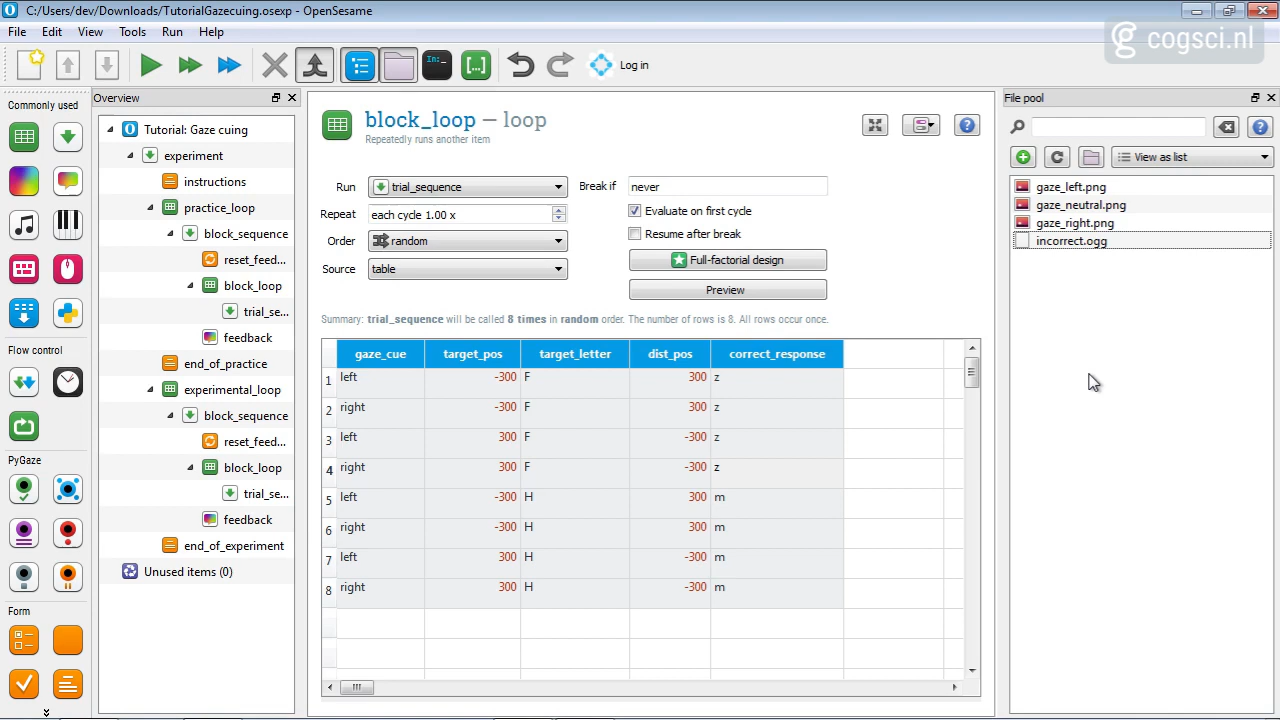 C:/Users/dev/Downloads/TutorialGazecuing.osexp - OpenSesame
cogsci.nl
File Edit View Tools Run Help
In:_
[...]
Log in
Commonly used
Flow control
PyGaze
Form
Overview
Tutorial: Gaze cuing
experiment
instructions
practice_loop
block_sequence
reset_feed...
block_loop
trial_se...
feedback
end_of_practice
experimental_loop
block_sequence
reset_feed...
block_loop
trial_se...
feedback
end_of_experiment
Unused items (0)
block_loop — loop
Repeatedly runs another item
Run trial_sequence Break if never
Repeat each cycle 1.00 x Evaluate on first cycle
Resume after break
Order random
Full-factorial design
Source table
Preview
Summary: trial_sequence will be called 8 times in random order. The number of rows is 8. All rows occur once.
gaze_cue target_pos target_letter dist_pos correct_response
1 left -300 F 300 z
2 right -300 F 300 z
3 left 300 F -300 z
4 right 300 F -300 z
5 left -300 H 300 m
6 right -300 H 300 m
7 left 300 H -300 m
8 right 300 H -300 m
File pool
View as list
gaze_left.png
gaze_neutral.png
gaze_right.png
incorrect.ogg